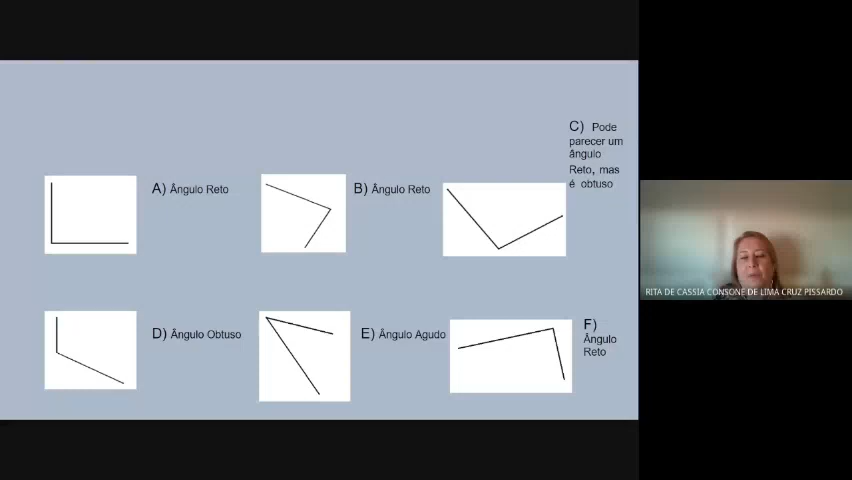 C) Pode
parecer um
ângulo
Reto, mas
é obtuso
A) Ângulo Reto
B) Ângulo Reto
D) Ângulo Obtuso
E) Ângulo Agudo
F)
Ângulo
Reto
RITA DE CASSIA CONSONE DE LIMA CRUZ PISSARDO